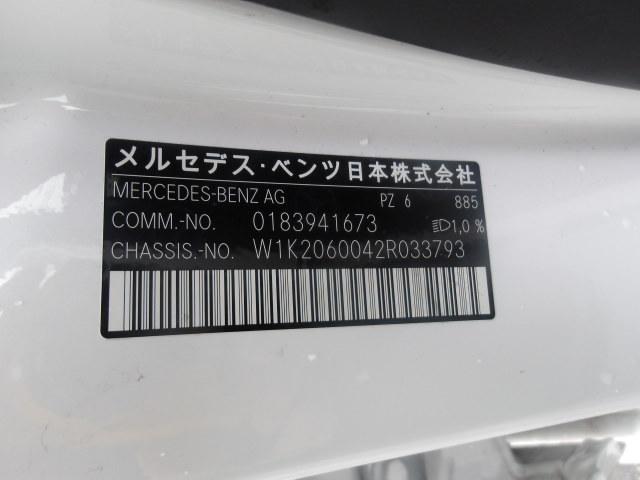 メルセデス・ベンツ日本株式会社
MERCEDES-BENZ AG PZ 6 885
COMM.-NO. 0183941673 1,0 %
CHASSIS.-NO. W1K2060042R033793